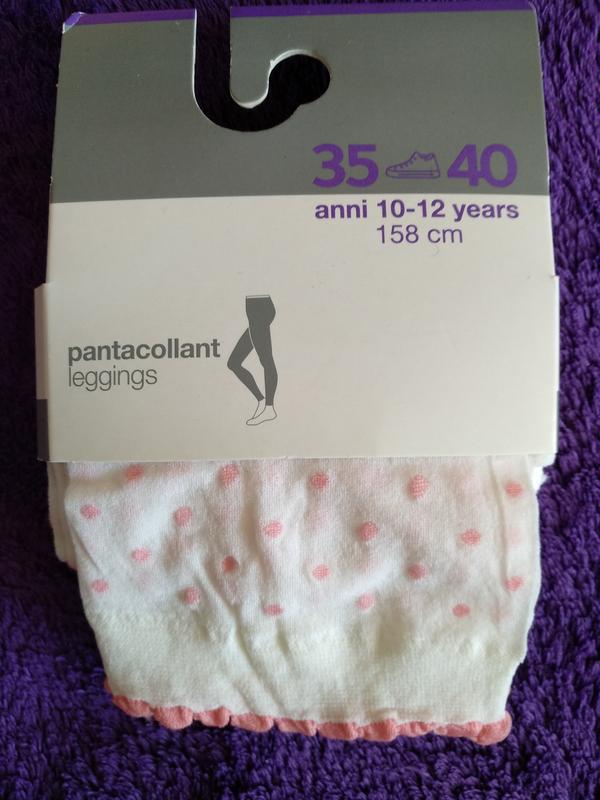 35 40
anni 10-12 years
158 cm
pantacollant
leggings